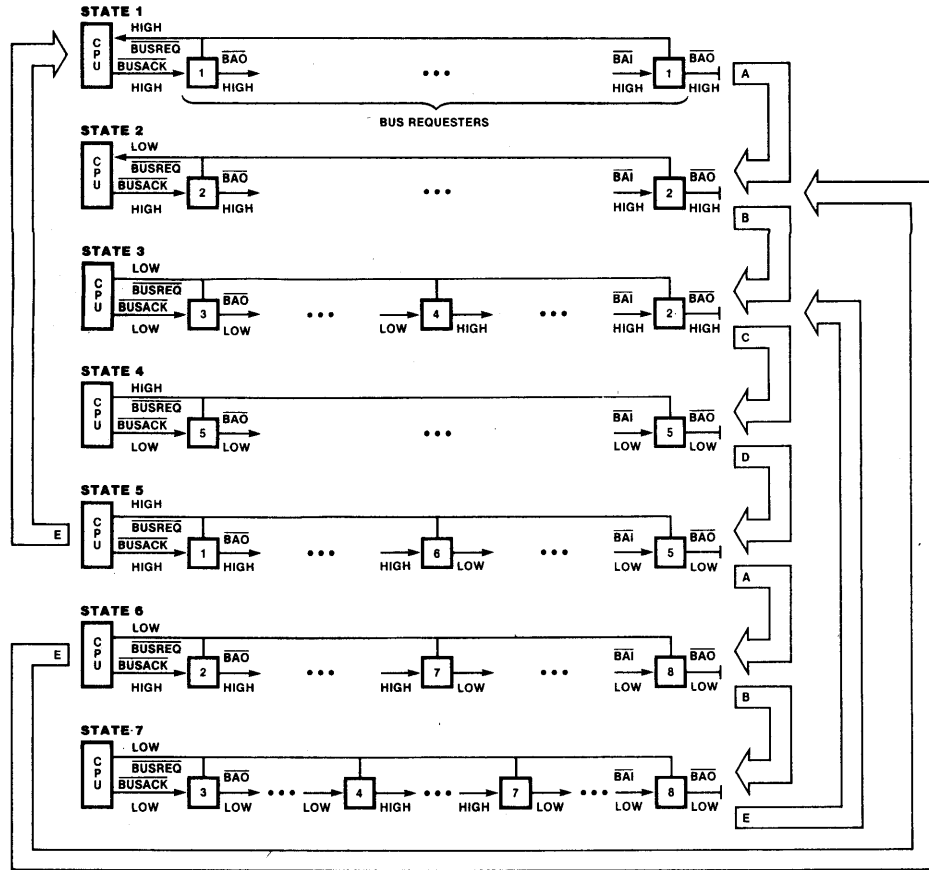 STATE 1
HIGH
CPU
BUSREQ
BUSACK
HIGH
1
BAO
HIGH
•••
BAI
HIGH
1
BAO
HIGH
A
BUS REQUESTERS
STATE 2
LOW
CPU
BUSREQ
BUSACK
HIGH
2
BAO
HIGH
•••
BAI
HIGH
2
BAO
HIGH
B
STATE 3
LOW
CPU
BUSREQ
BUSACK
LOW
3
BAO
LOW
•••
LOW
4
HIGH
•••
BAI
HIGH
2
BAO
HIGH
C
STATE 4
HIGH
CPU
BUSREQ
BUSACK
LOW
5
BAO
LOW
•••
BAI
LOW
5
BAO
LOW
D
STATE 5
HIGH
E
CPU
BUSREQ
BUSACK
HIGH
1
BAO
HIGH
•••
HIGH
6
LOW
•••
BAI
LOW
5
BAO
LOW
A
STATE 6
LOW
E
CPU
BUSREQ
BUSACK
HIGH
2
BAO
HIGH
•••
HIGH
7
LOW
•••
BAI
LOW
8
BAO
LOW
B
STATE 7
LOW
CPU
BUSREQ
BUSACK
LOW
3
BAO
LOW
•••
LOW
4
HIGH
•••
HIGH
7
LOW
•••
BAI
LOW
8
BAO
LOW
E